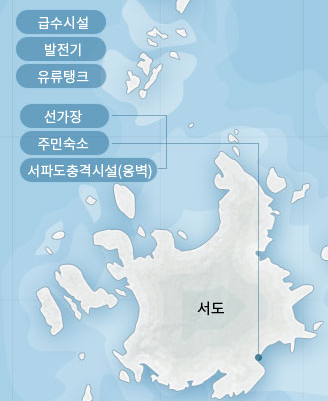 급수시설
발전기
유류탱크
선가장
주민숙소
서파도충격시설(옹벽)
서도